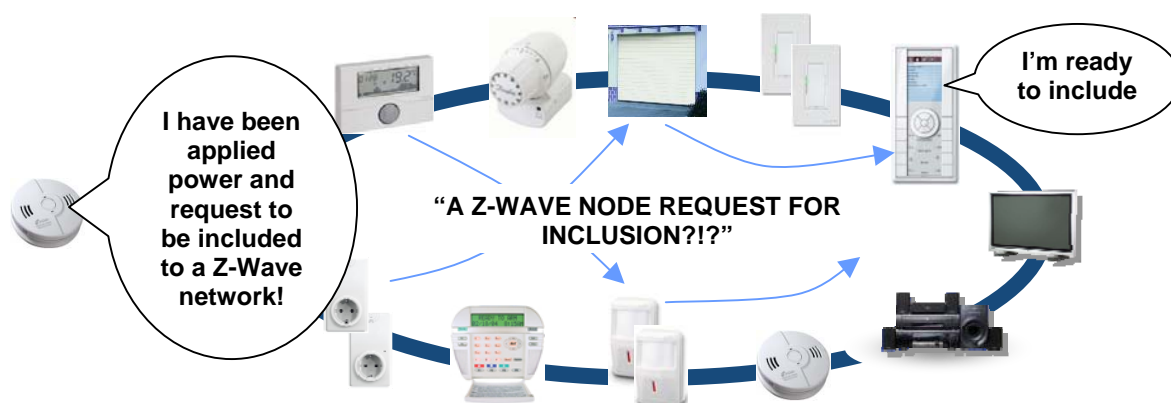 I have been
applied
power and
request to
be included
to a Z-Wave
network!
I'm ready
to include
“A Z-WAVE NODE REQUEST FOR
INCLUSION?!?”